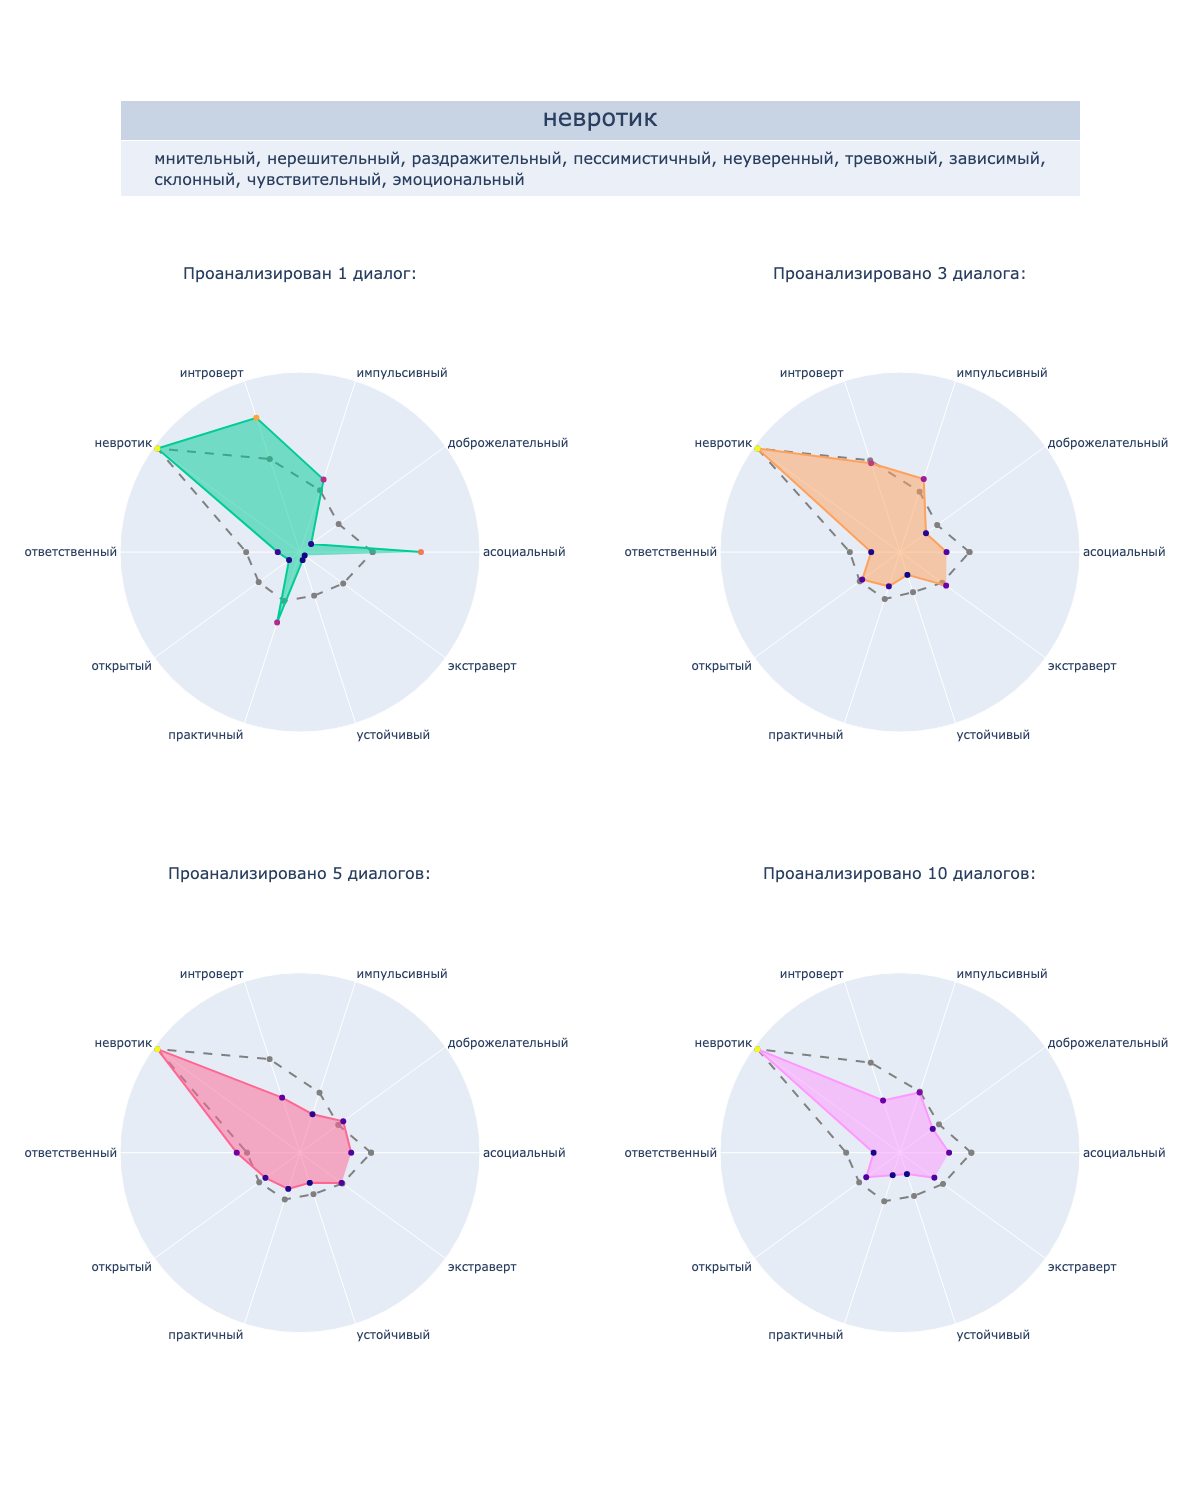 невротик
мнительный, нерешительный, раздражительный, пессимистичный, неуверенный, тревожный, зависимый,
склонный, чувствительный, эмоциональный
Проанализирован 1 диалог:
интроверт
импульсивный
невротик
доброжелательный
ответственный
асоциальный
открытый
экстраверт
практичный
устойчивый
Проанализировано 3 диалога:
интроверт
импульсивный
невротик
доброжелательный
ответственный
асоциальный
открытый
экстраверт
практичный
устойчивый
Проанализировано 5 диалогов:
интроверт
импульсивный
невротик
доброжелательный
ответственный
асоциальный
открытый
экстраверт
практичный
устойчивый
Проанализировано 10 диалогов:
интроверт
импульсивный
невротик
доброжелательный
ответственный
асоциальный
открытый
экстраверт
практичный
устойчивый